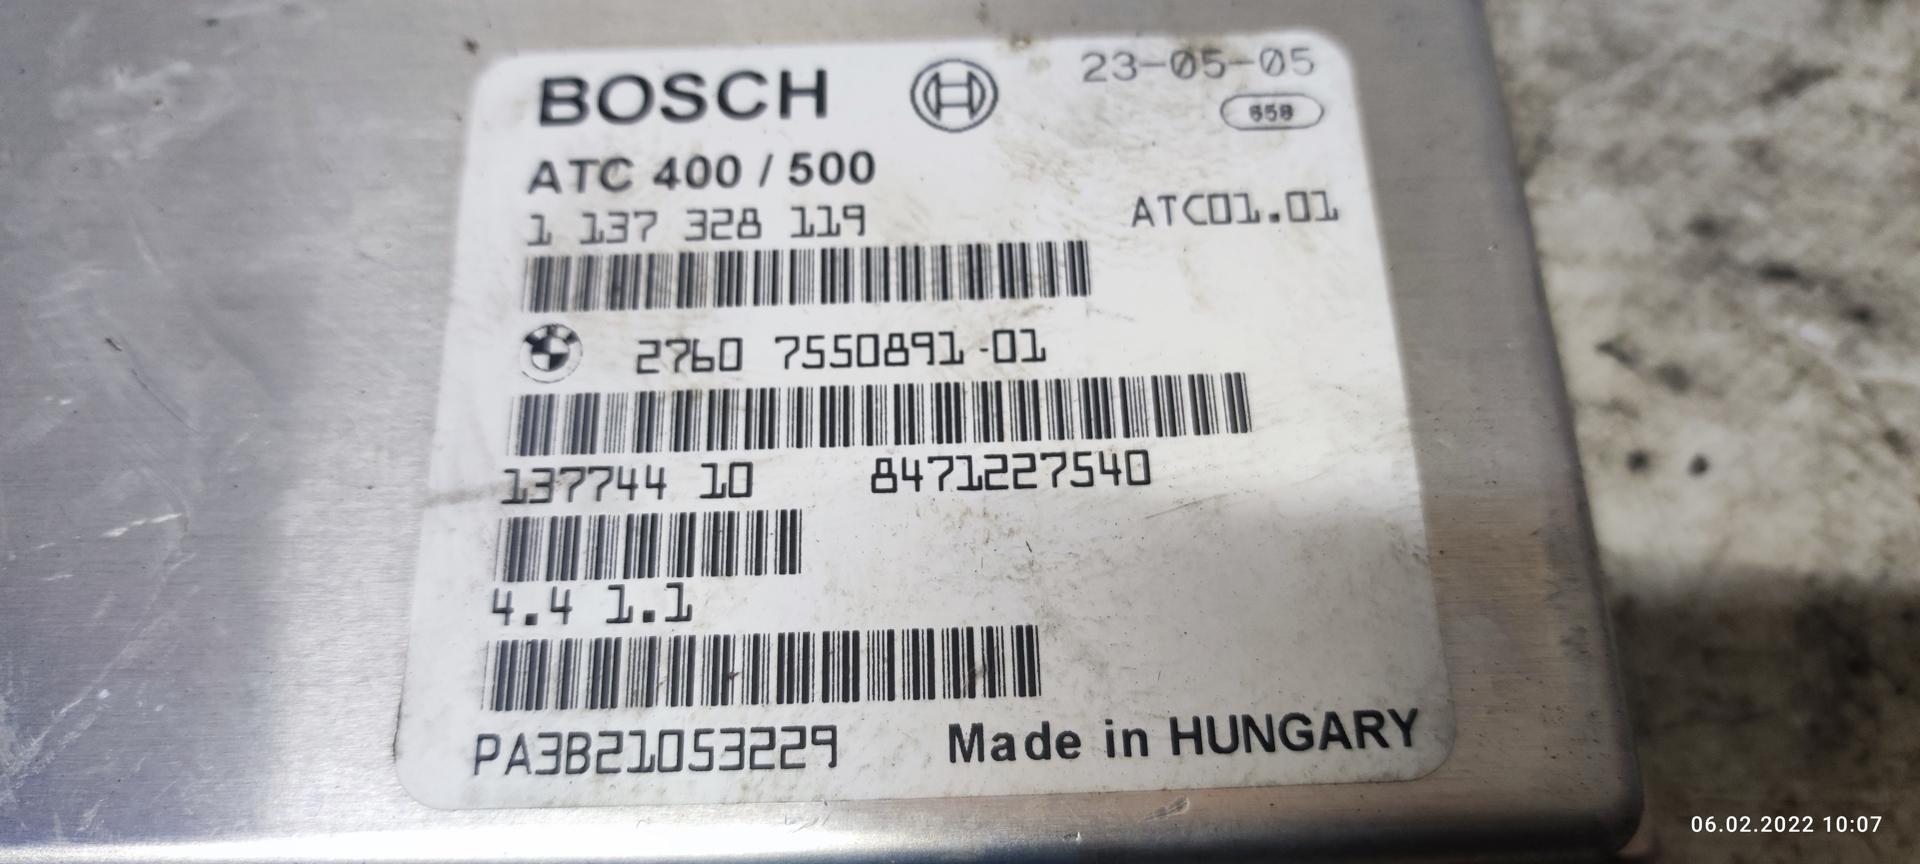 BOSCH 23-05-05
ATC 400 / 500
1 137 328 119 ATC01.01
2760 7550891-01
137744 10 8471227540
4.4 1.1
PA3B21053229 Made in HUNGARY
06.02.2022 10:07